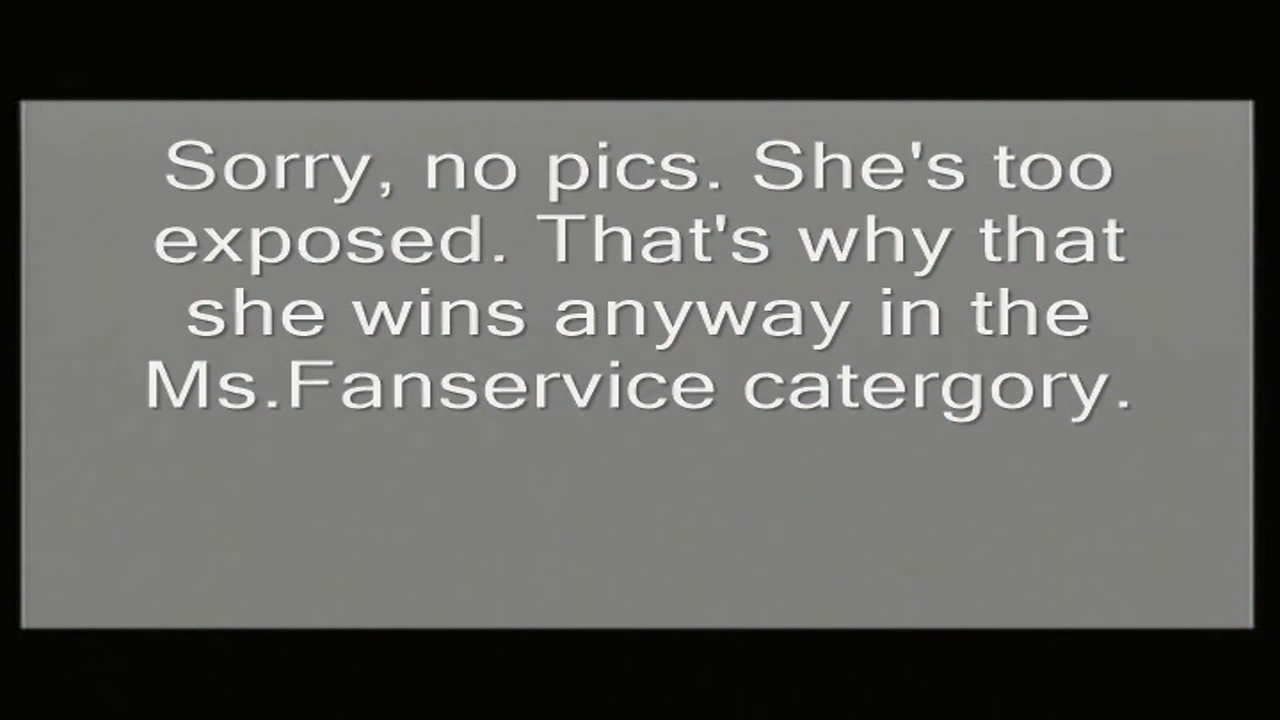 Sorry, no pics. She's too
exposed. That's why that
she wins anyway in the
Ms.Fanservice catergory.